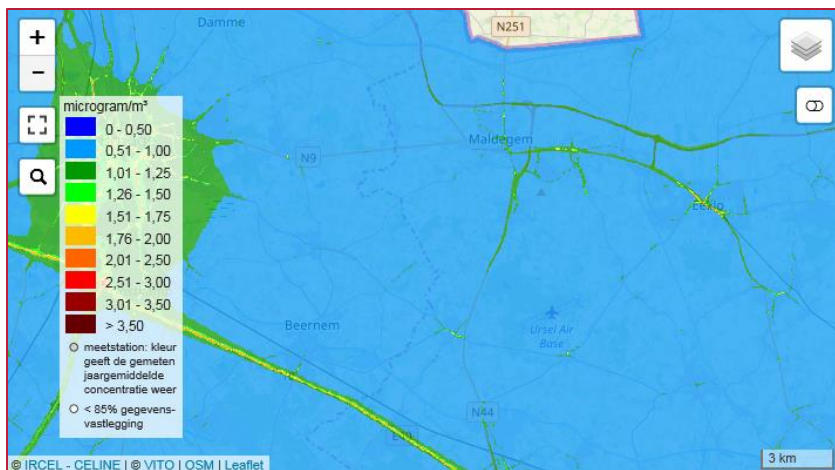 Damme
N251
+
−
microgram/m³
0 - 0,50
0,51 - 1,00
1,01 - 1,25
1,26 - 1,50
1,51 - 1,75
1,76 - 2,00
2,01 - 2,50
2,51 - 3,00
3,01 - 3,50
> 3,50
meetstation: kleur
geeft de gemeten
jaargemiddelde
concentratie weer
< 85% gegevens-
vastlegging
N9
Maldegem
Eeklo
Beernem
Ursel Air
Base
N44
E40
3 km
© IRCEL - CELINE | © VITO | OSM | Leaflet